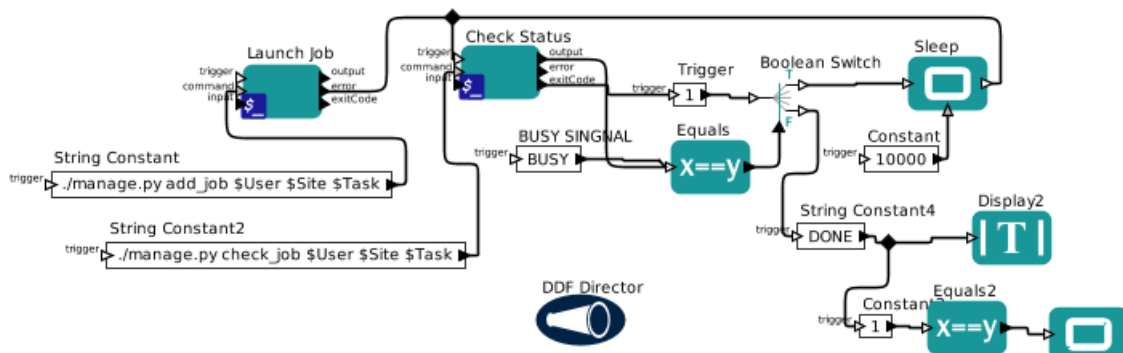 Launch Job
trigger
command
input
$_
output
error
exitCode
Check Status
trigger
command
input
$_
output
error
exitCode
Trigger
trigger
1
Boolean Switch
T
F
Sleep
BUSY SINGNAL
trigger
BUSY
Equals
x==y
Constant
trigger
10000
String Constant
trigger
./manage.py add_job $User $Site $Task
String Constant2
trigger
./manage.py check_job $User $Site $Task
String Constant4
trigger
DONE
Display2
T
DDF Director
trigger
1
Equals2
x==y